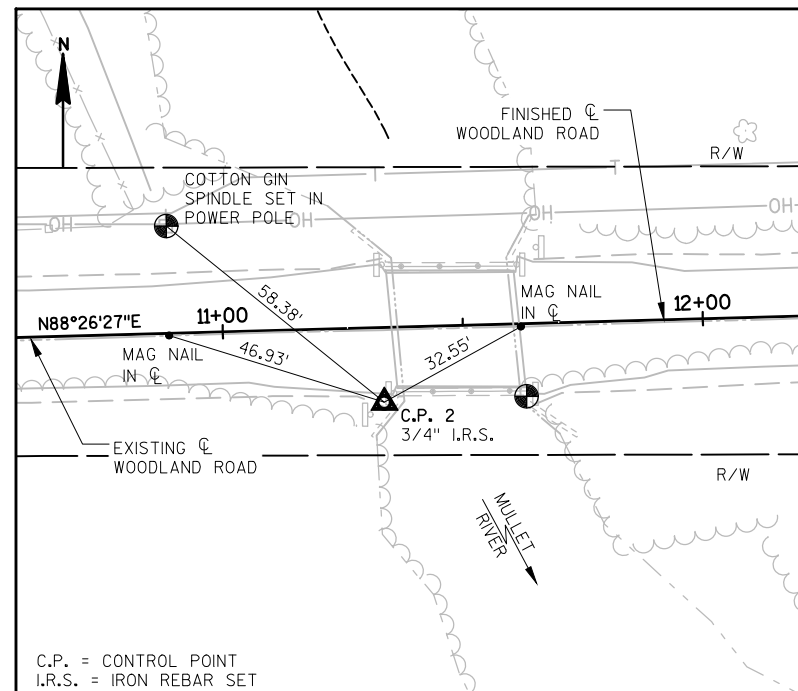 N
FINISHED ℄
WOODLAND ROAD
R/W
COTTON GIN
SPINDLE SET IN
POWER POLE
OH
OH
OH
OH
T
T
58.38'
MAG NAIL
IN ℄
12+00
N88°26'27"E
11+00
MAG NAIL
IN ℄
46.93'
32.55'
C.P. 2
3/4" I.R.S.
EXISTING ℄
WOODLAND ROAD
R/W
MULLET
RIVER
C.P. = CONTROL POINT
I.R.S. = IRON REBAR SET